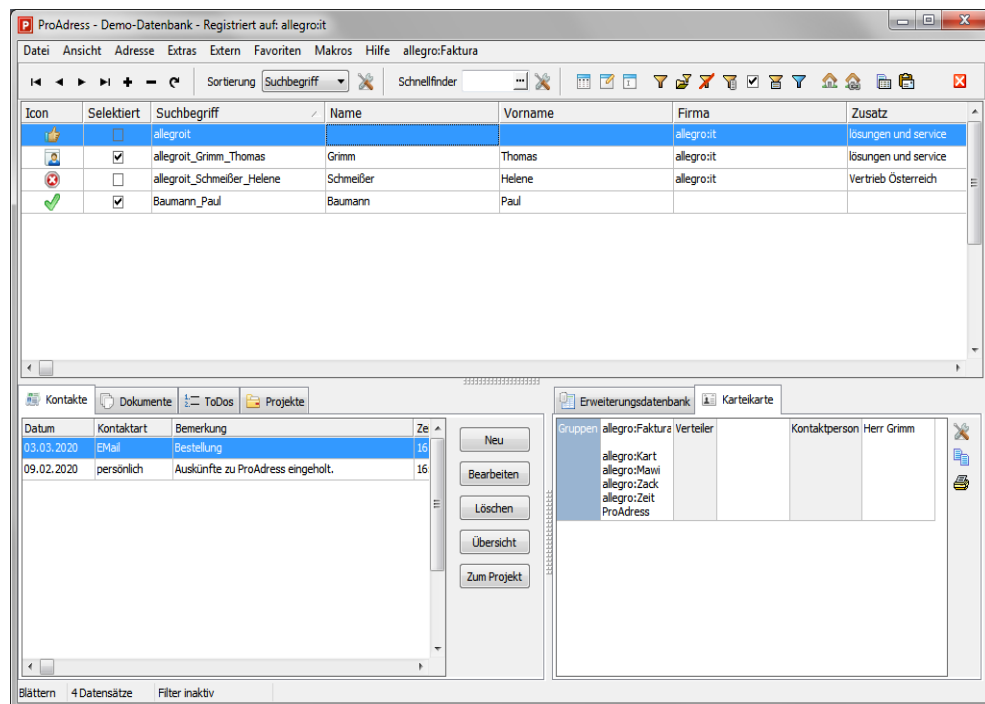 ProAdress - Demo-Datenbank - Registriert auf: allegro:it
Datei Ansicht Adresse Extras Extern Favoriten Makros Hilfe allegro:Faktura
Sortierung Suchbegriff Schnellfinder
Icon Selektiert Suchbegriff Name Vorname Firma Zusatz
allegroit allegro:it lösungen und service
allegroit_Grimm_Thomas Grimm Thomas allegro:it lösungen und service
allegroit_Schmeißer_Helene Schmeißer Helene allegro:it Vertrieb Österreich
Baumann_Paul Baumann Paul
Kontakte Dokumente ToDos Projekte
Datum Kontaktart Bemerkung Ze
03.03.2020 EMail Bestellung 16
09.02.2020 persönlich Auskünfte zu ProAdress eingeholt. 16
Neu
Bearbeiten
Löschen
Übersicht
Zum Projekt
Erweiterungsdatenbank Karteikarte
Gruppen allegro:Faktura Verteiler Kontaktperson Herr Grimm
allegro:Kart
allegro:Mawi
allegro:Zack
allegro:Zeit
ProAdress
Blättern 4 Datensätze Filter inaktiv